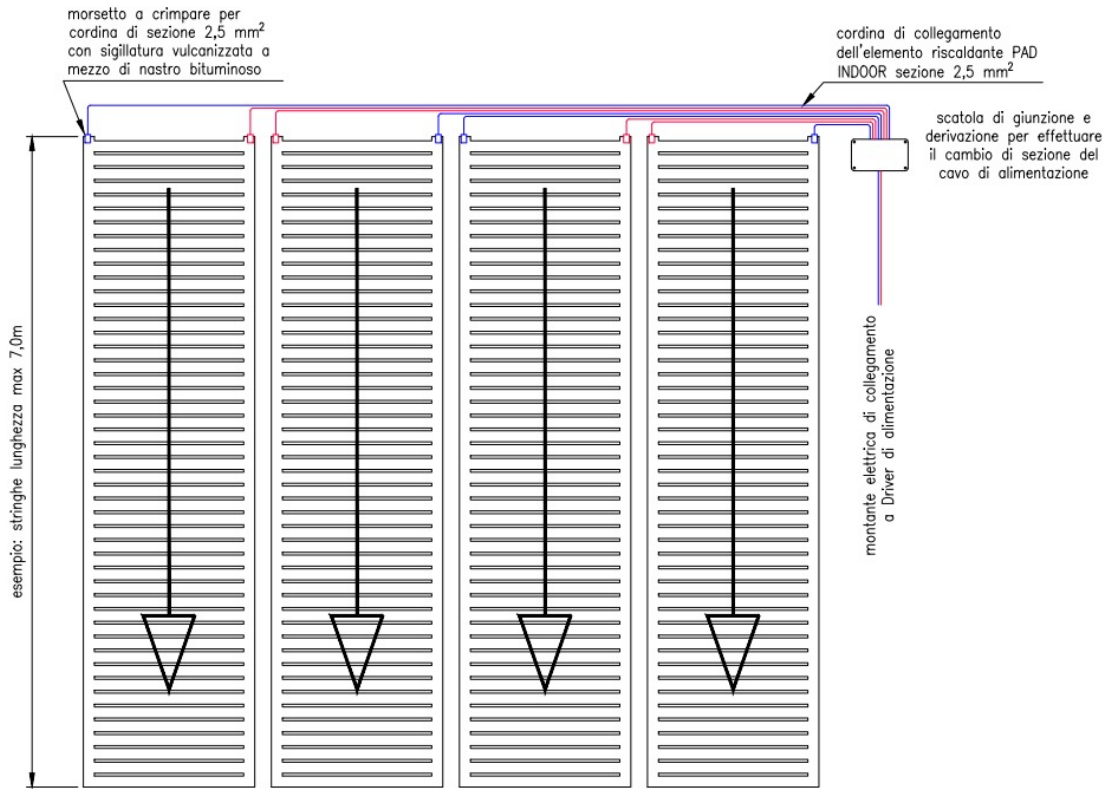 morsetto a crimpare per
cordina di sezione 2,5 mm²
con sigillatura vulcanizzata a
mezzo di nastro bituminoso
cordina di collegamento
dell'elemento riscaldante PAD
INDOOR sezione 2,5 mm²
scatola di giunzione e
derivazione per effettuare
il cambio di sezione del
cavo di alimentazione
esempio: stringhe lunghezza max 7,0m
montante elettrica di collegamento
a Driver di alimentazione